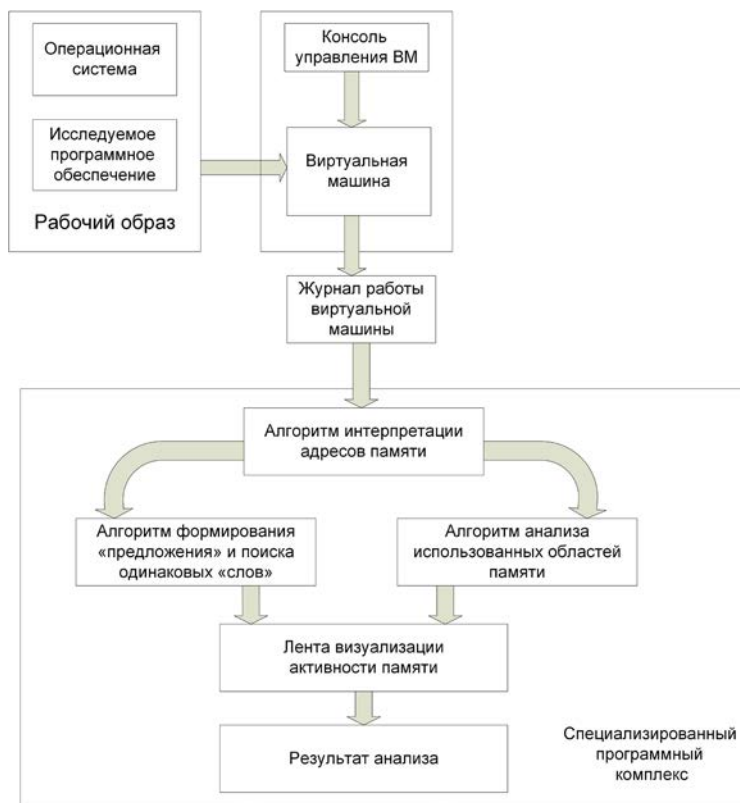 Операционная
система
Исследуемое
программное
обеспечение
Рабочий образ
Консоль
управления ВМ
Виртуальная
машина
Журнал работы
виртуальной
машины
Алгоритм интерпретации
адресов памяти
Алгоритм формирования
«предложения» и поиска
одинаковых «слов»
Алгоритм анализа
использованных областей
памяти
Лента визуализации
активности памяти
Результат анализа
Специализированный
программный
комплекс